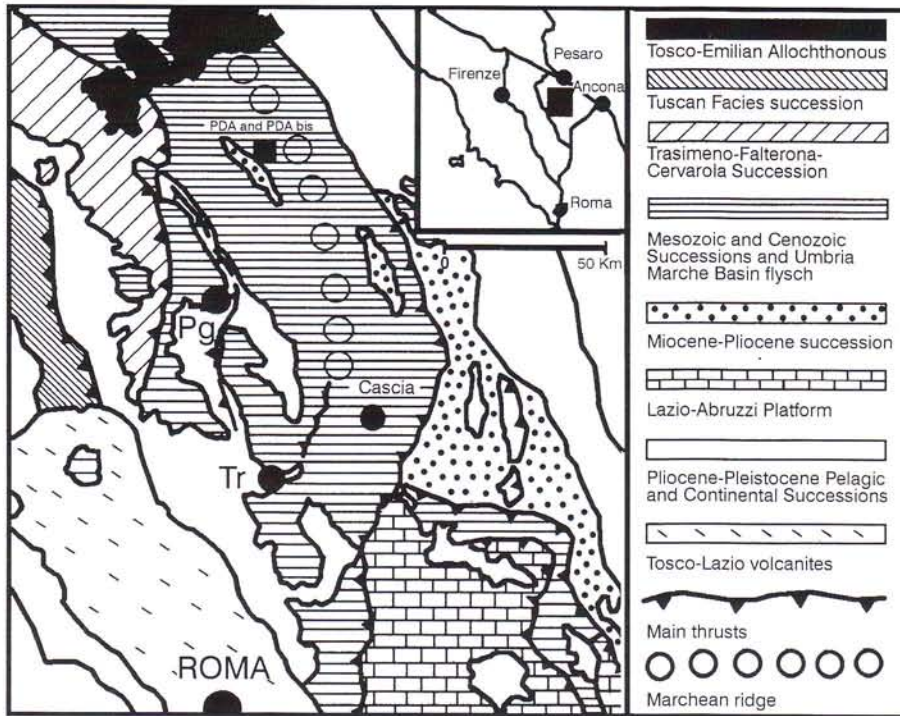 PDA and PDA bis
Pg
Cascia
Tr
ROMA
Pesaro
Firenze
Ancona
Roma
0
50 Km
Tosco-Emilian Allochthonous
Tuscan Facies succession
Trasimeno-Falterona-
Cervarola Succession
Mesozoic and Cenozoic
Successions and Umbria
Marche Basin flysch
Miocene-Pliocene succession
Lazio-Abruzzi Platform
Pliocene-Pleistocene Pelagic
and Continental Successions
Tosco-Lazio volcanites
Main thrusts
Marchean ridge